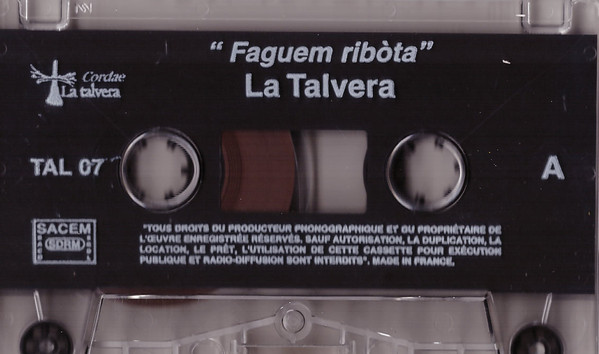 “ Faguem ribòta”
La Talvera
Cordae
La talvera
TAL 07
A
SACEM
SDRM
"TOUS DROITS DU PRODUCTEUR PHONOGRAPHIQUE ET DU PROPRIÉTAIRE DE
L'ŒUVRE ENREGISTRÉE RÉSERVÉS. SAUF AUTORISATION, LA DUPLICATION, LA
LOCATION, LE PRÊT, L'UTILISATION DE CETTE CASSETTE POUR EXÉCUTION
PUBLIQUE ET RADIO-DIFFUSION SONT INTERDITS". MADE IN FRANCE.